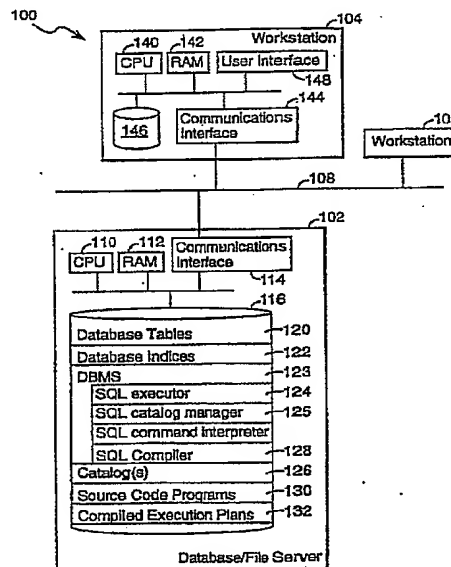 100
104
Workstation
140
142
CPU
RAM
User Interface
148
144
146
Communications
Interface
Workstation
108
102
110
112
CPU
RAM
Communications
Interface
114
116
Database Tables
120
Database Indices
122
DBMS
123
SQL executor
124
SQL catalog manager
125
SQL command interpreter
SQL Compiler
128
Catalog(s)
126
Source Code Programs
130
Compiled Execution Plans
132
Database/File Server